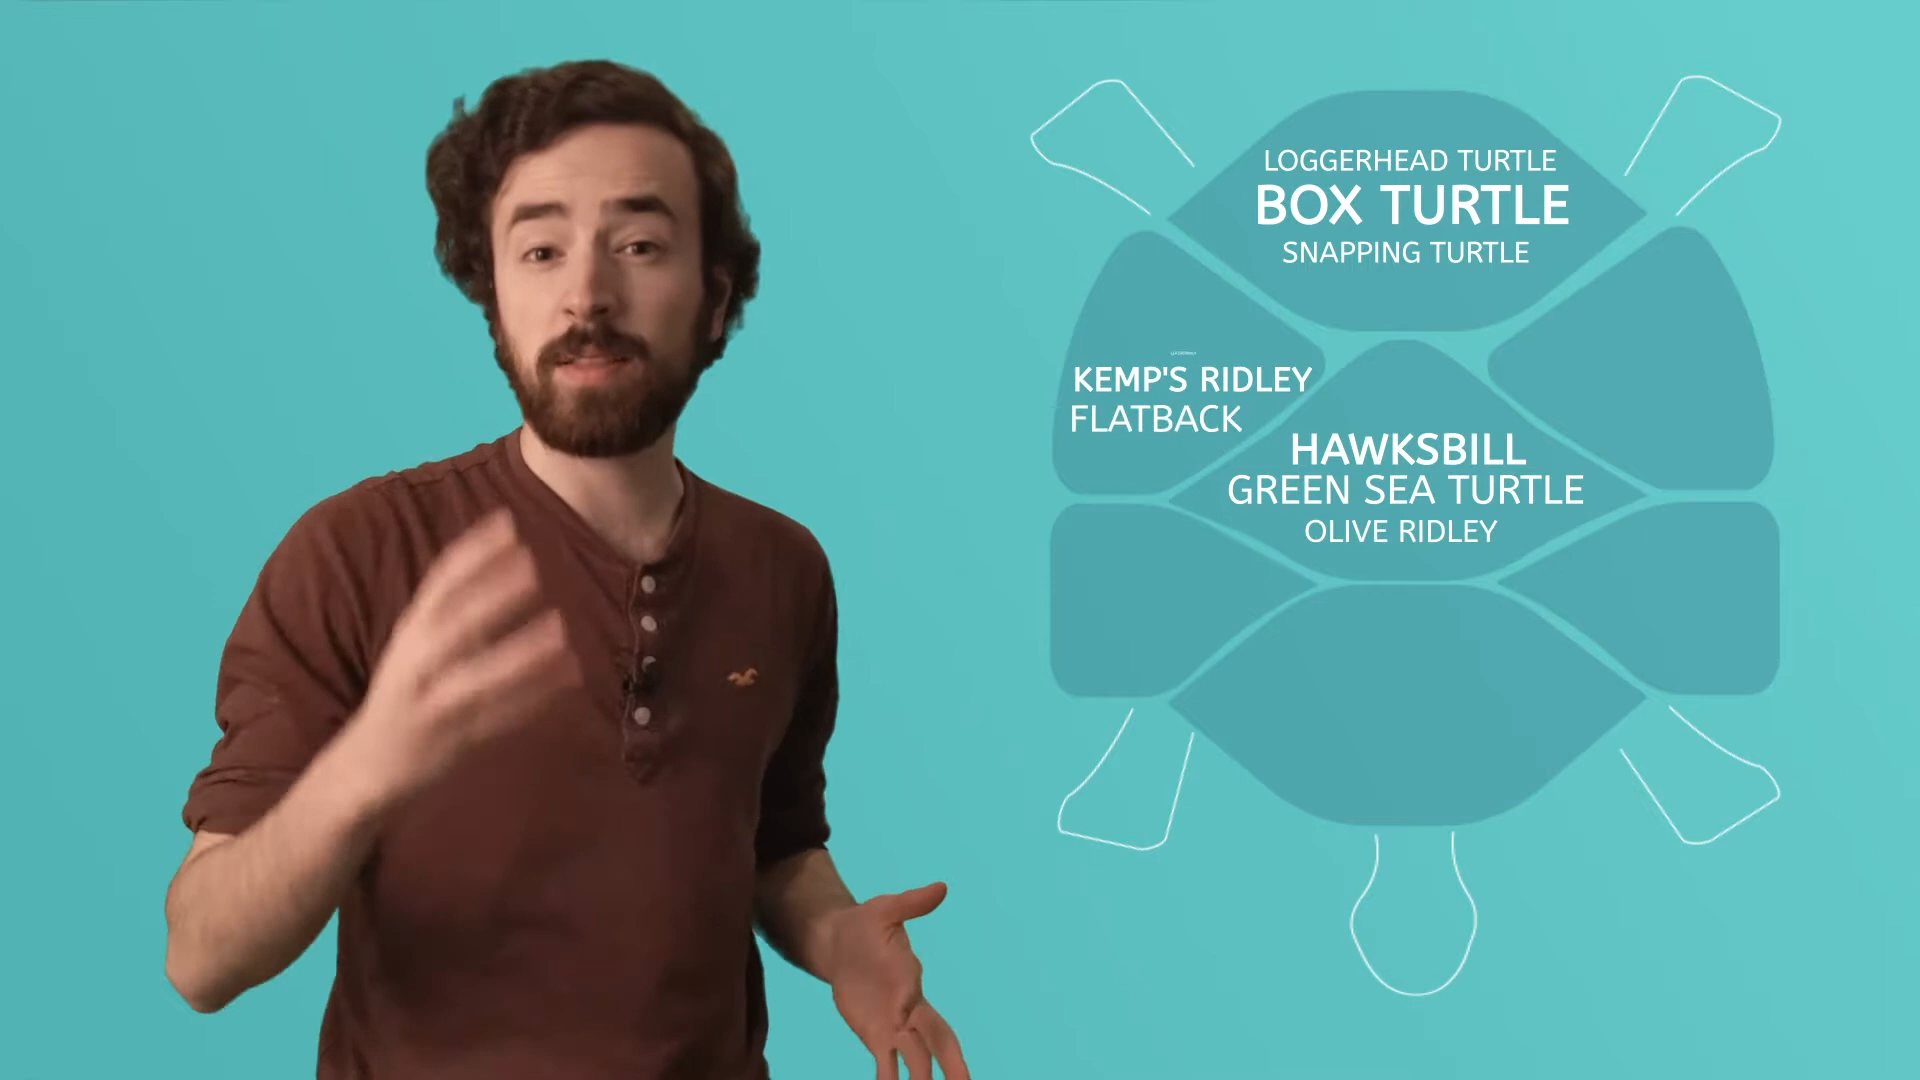 LOGGERHEAD TURTLE
BOX TURTLE
SNAPPING TURTLE
KEMP'S RIDLEY
FLATBACK
HAWKSBILL
GREEN SEA TURTLE
OLIVE RIDLEY